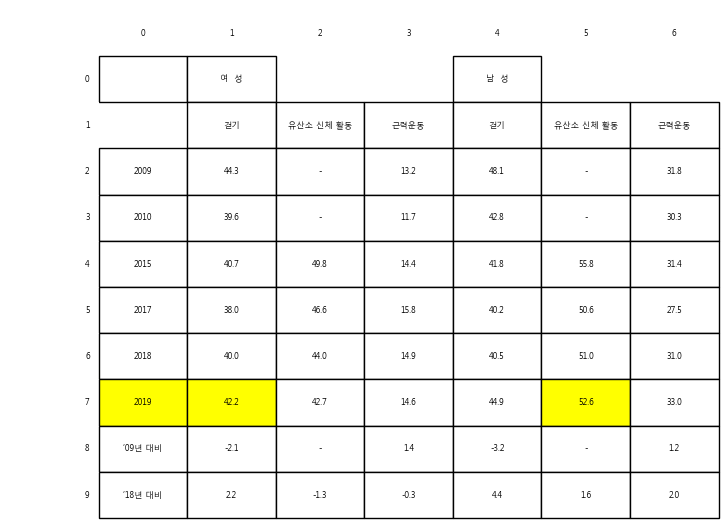 0 1 2 3 4 5 6
0 여 성 남 성
1 걷기 유산소 신체 활동 근력운동 걷기 유산소 신체 활동 근력운동
2 2009 44.3 - 13.2 48.1 - 31.8
3 2010 39.6 - 11.7 42.8 - 30.3
4 2015 40.7 49.8 14.4 41.8 55.8 31.4
5 2017 38.0 46.6 15.8 40.2 50.6 27.5
6 2018 40.0 44.0 14.9 40.5 51.0 31.0
7 2019 42.2 42.7 14.6 44.9 52.6 33.0
8 ’09년 대비 -2.1 - 1.4 -3.2 - 1.2
9 ’18년 대비 2.2 -1.3 -0.3 4.4 1.6 2.0